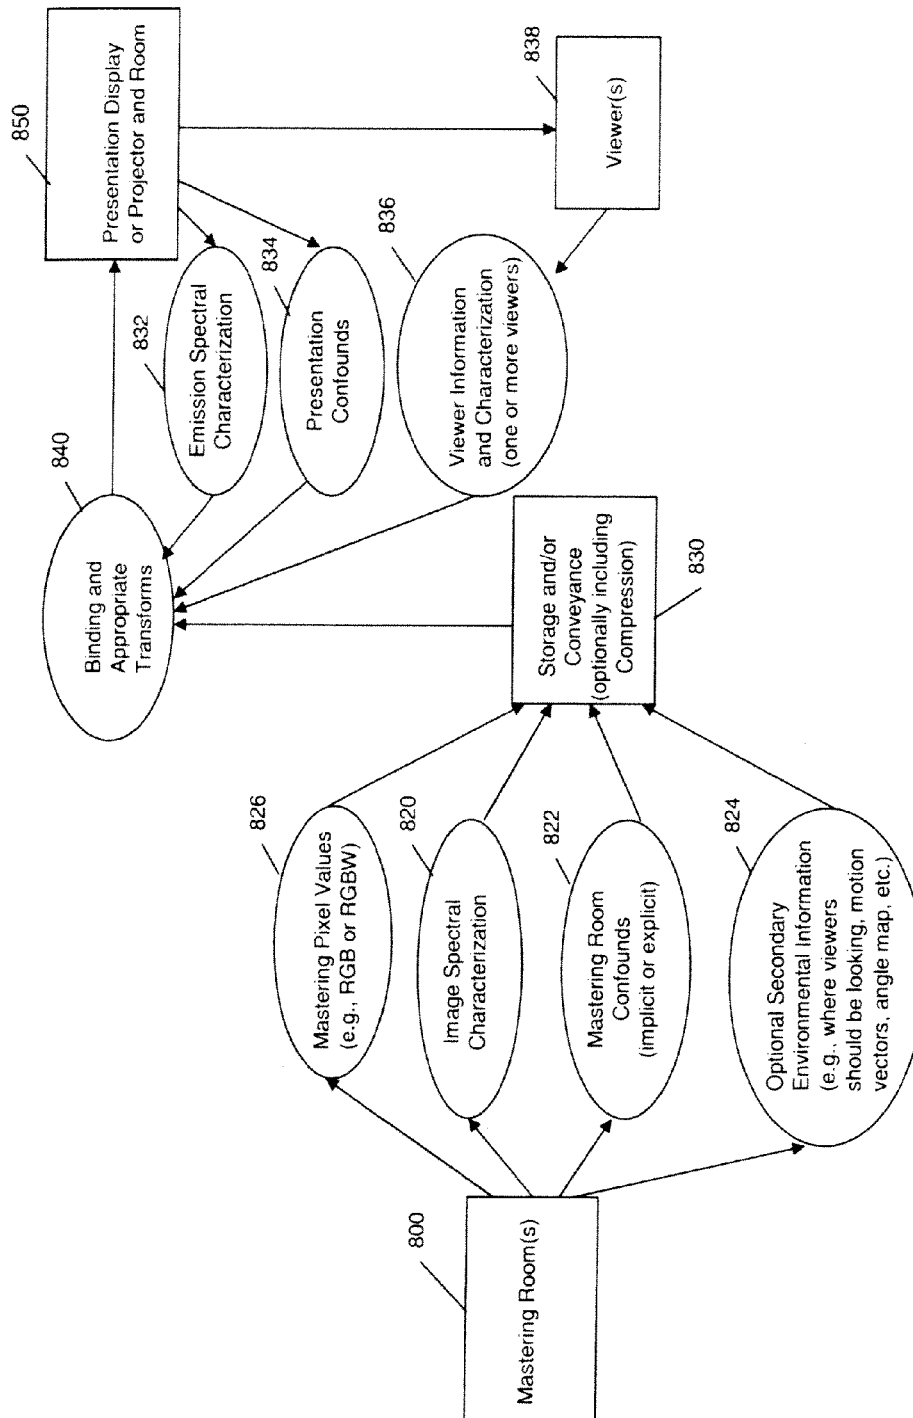 800
Mastering Room(s)
826
Mastering Pixel Values
(e.g., RGB or RGBW)
820
Image Spectral
Characterization
822
Mastering Room
Confounds
(implicit or explicit)
824
Optional Secondary
Environmental Information
(e.g., where viewers
should be looking, motion
vectors, angle map, etc.)
Storage and/or
Conveyance
(optionally including
Compression)
830
840
Binding and
Appropriate
Transforms
832
Emission Spectral
Characterization
834
Presentation
Confounds
836
Viewer Information
and Characterization
(one or more viewers)
850
Presentation Display
or Projector and Room
838
Viewer(s)